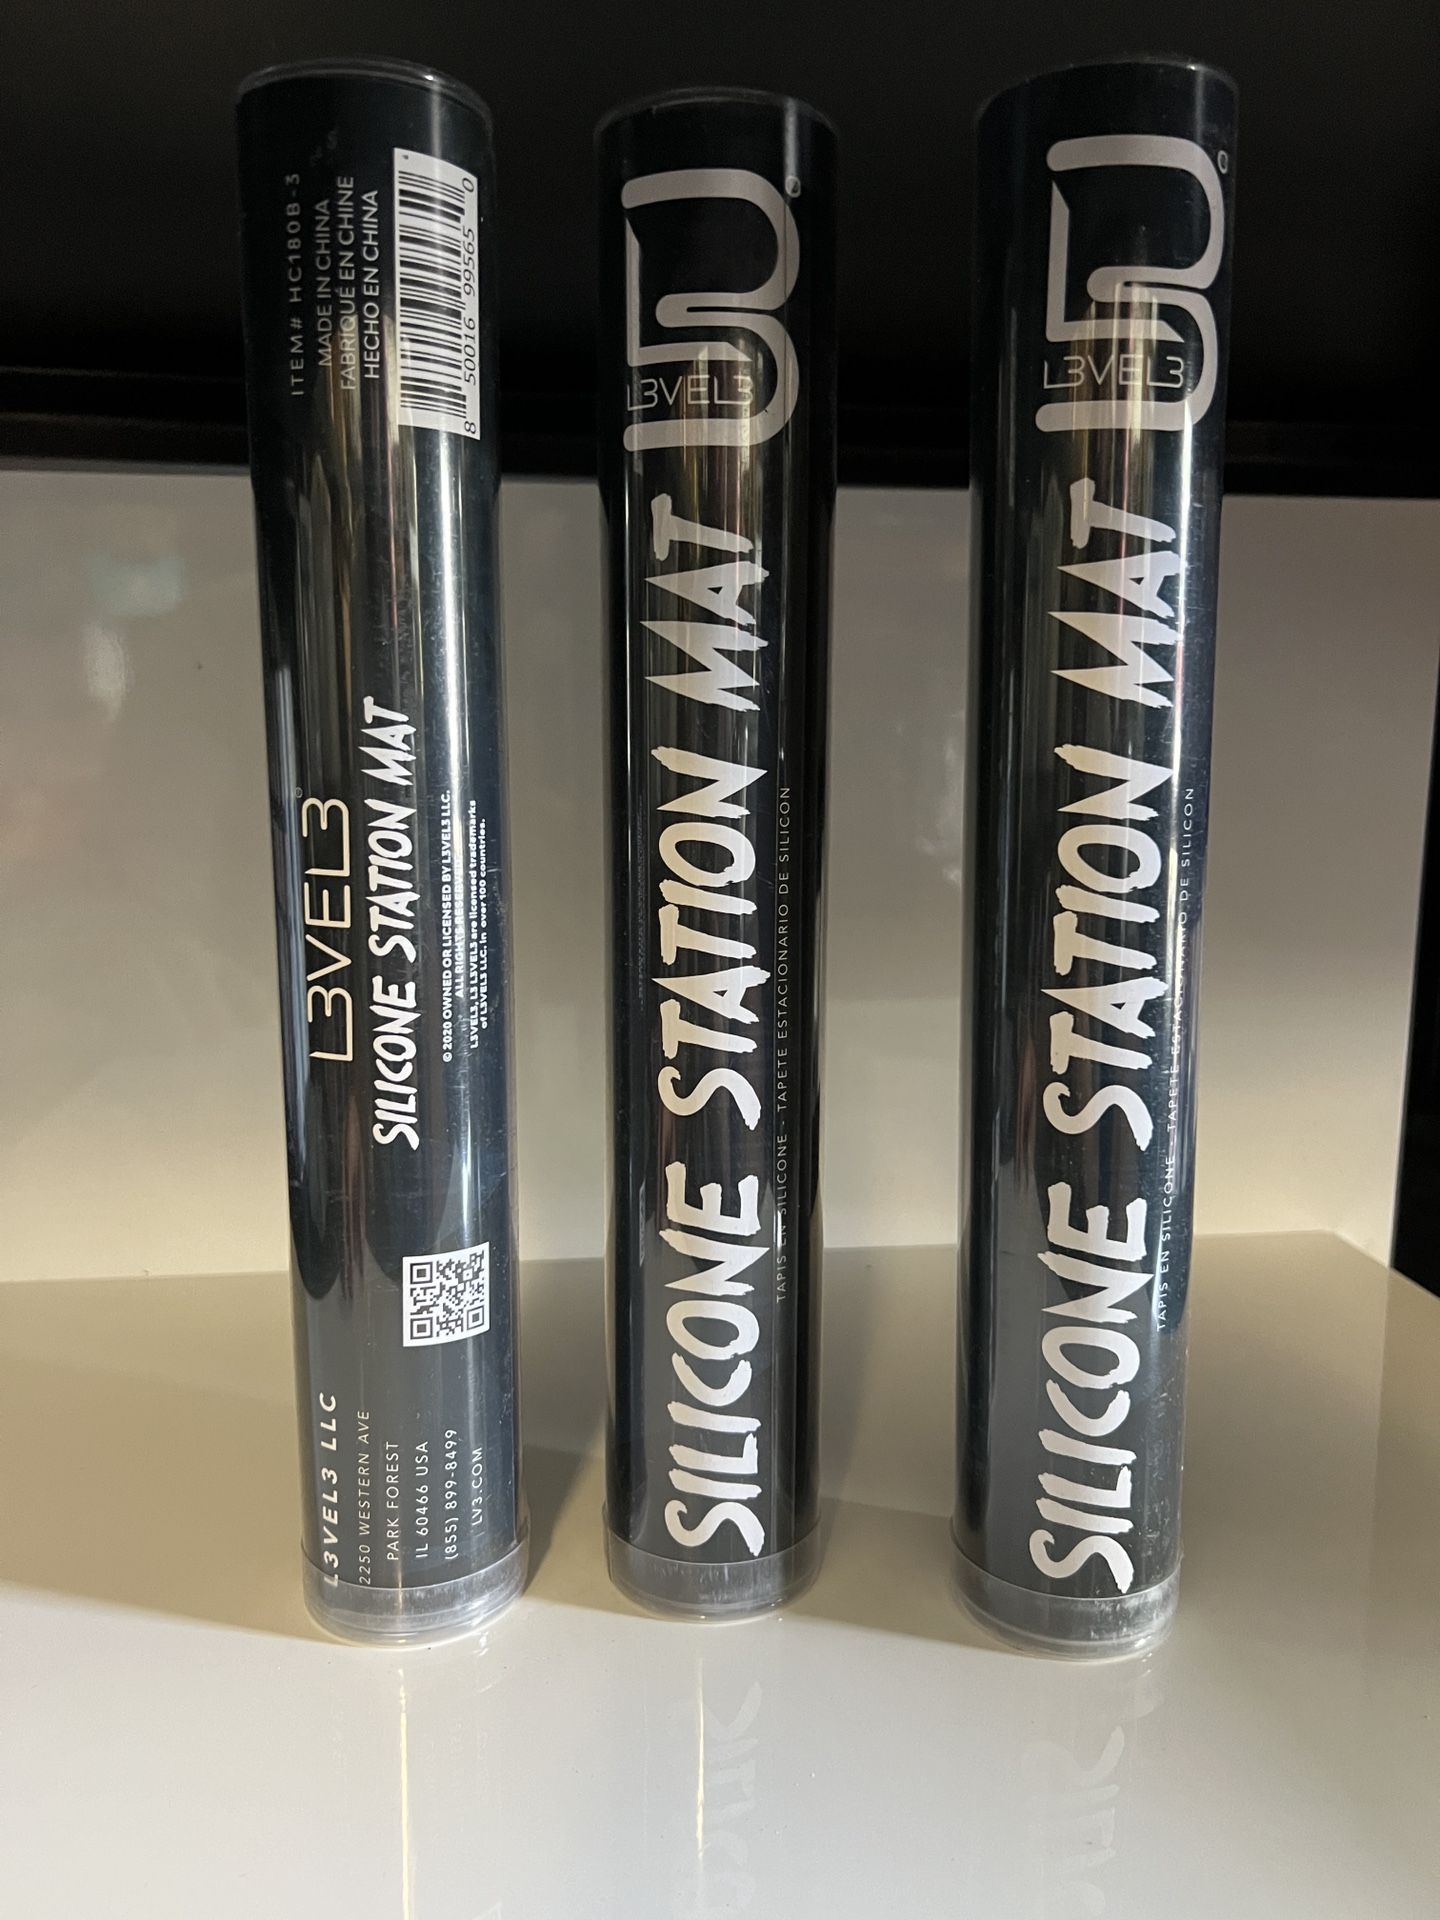 ITEM# HC180B-3
MADE IN CHINA
FABRIQUÉ EN CHINE
HECHO EN CHINA
8 50016 99565 0
L3VEL3
SILICONE STATION MAT
© 2020 OWNED OR LICENSED BY L3VEL3 LLC.
ALL RIGHTS RESERVED.
L3VEL3, L3 L3VEL3 are licensed trademarks
of L3VEL3 LLC. in over 100 countries.
L3VEL3 LLC
2250 WESTERN AVE
PARK FOREST
IL 60466 USA
(855) 899-8499
LV3.COM
L3VEL3
SILICONE STATION MAT
TAPIS EN SILICONE - TAPETE ESTACIONARIO DE SILICON
L3VEL3
SILICONE STATION MAT
TAPIS EN SILICONE - TAPETE ESTACIONARIO DE SILICON